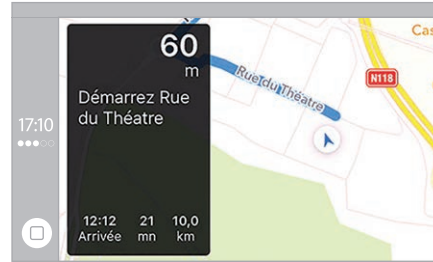 60
m
Démarrez Rue
du Théatre
17:10
12:12 21 10,0
Arrivée mn km
Rue du Théatre
N118
Cas